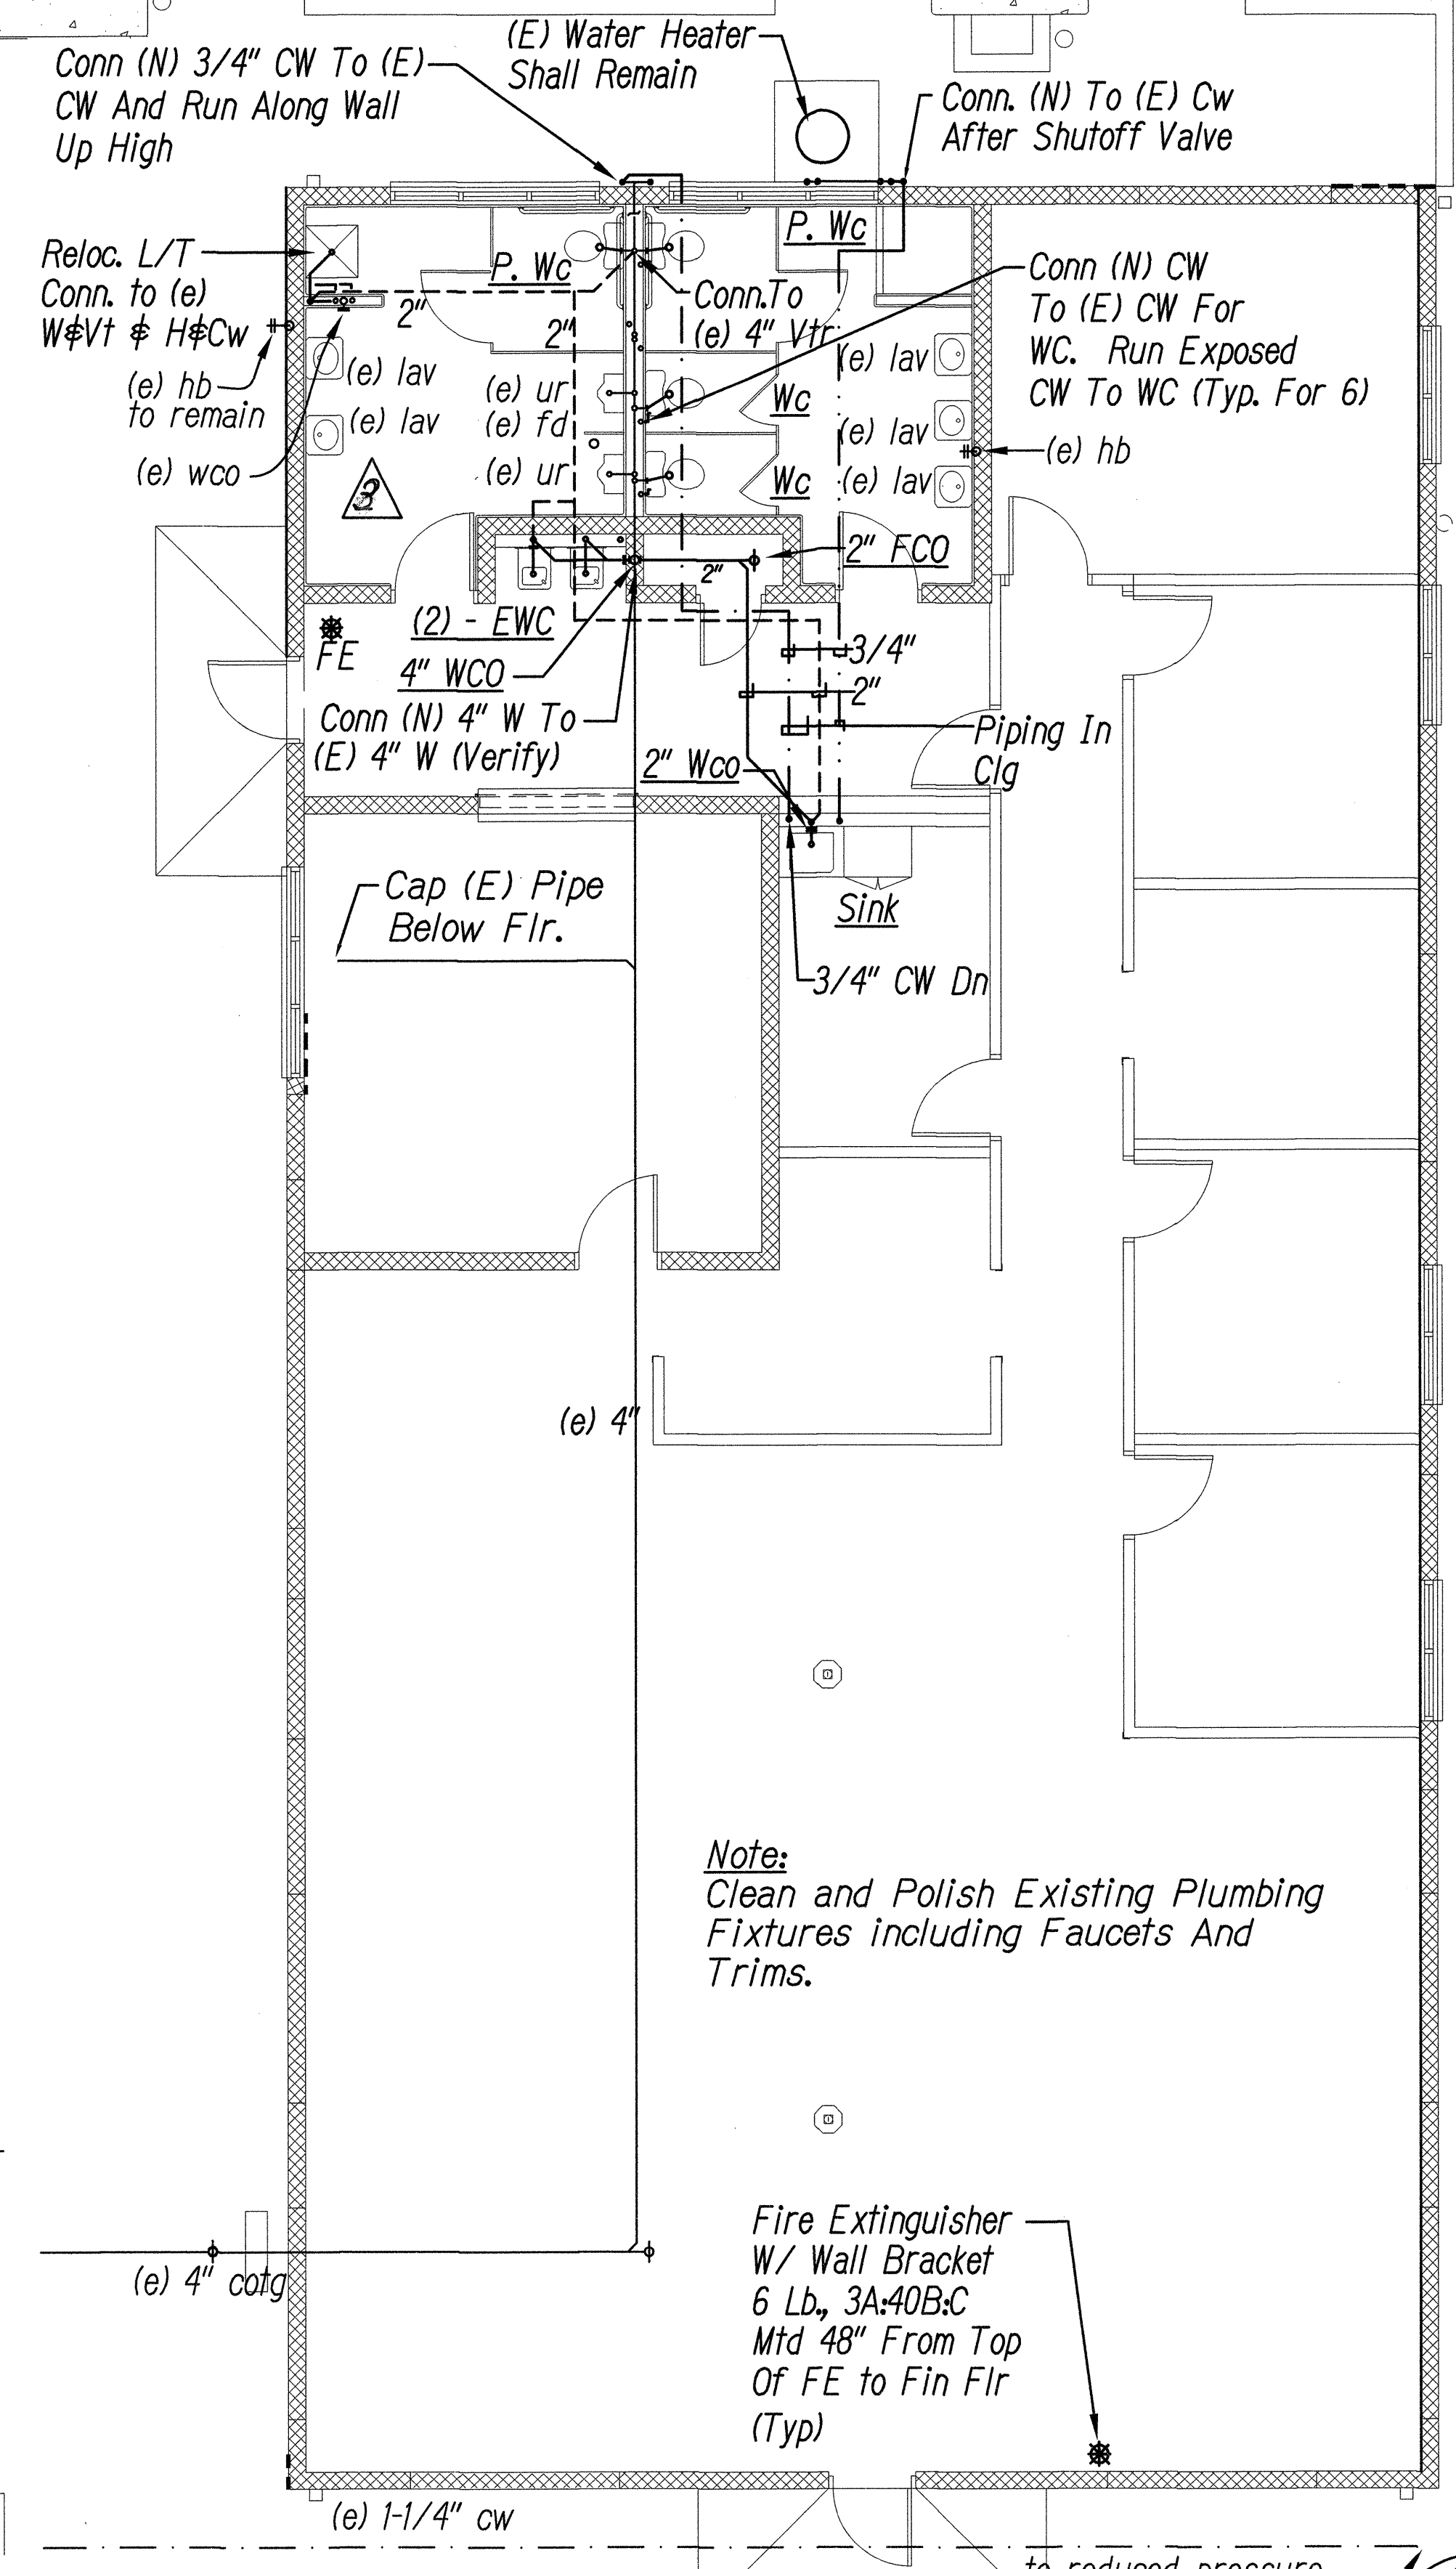 (E) Water Heater
Shall Remain
Conn (N) 3/4" CW To (E)
CW And Run Along Wall
Up High
Conn. (N) To (E) Cw
After Shutoff Valve
Reloc. L/T
Conn. to (e)
W&Vt & H&Cw
(e) hb
to remain
(e) wco
P. Wc
P. Wc
2"
2"
Conn.To
(e) 4" Vtr
Conn (N) CW
To (E) CW For
WC. Run Exposed
CW To WC (Typ. For 6)
(e) lav
(e) lav
(e) ur
(e) fd
(e) ur
Wc
Wc
(e) lav
(e) lav
(e) lav
(e) hb
3
2" FCO
2"
(2) - EWC
FE
4" WCO
Conn (N) 4" W To
(E) 4" W (Verify)
3/4"
2"
Piping In
Clg
2" Wco
Cap (E) Pipe
Below Flr.
Sink
3/4" CW Dn
(e) 4"
Note:
Clean and Polish Existing Plumbing
Fixtures including Faucets And
Trims.
(e) 4" cotg
Fire Extinguisher
W/ Wall Bracket
6 Lb., 3A:40B:C
Mtd 48" From Top
Of FE to Fin Flr
(Typ)
(e) 1-1/4" cw
to reduced pressure